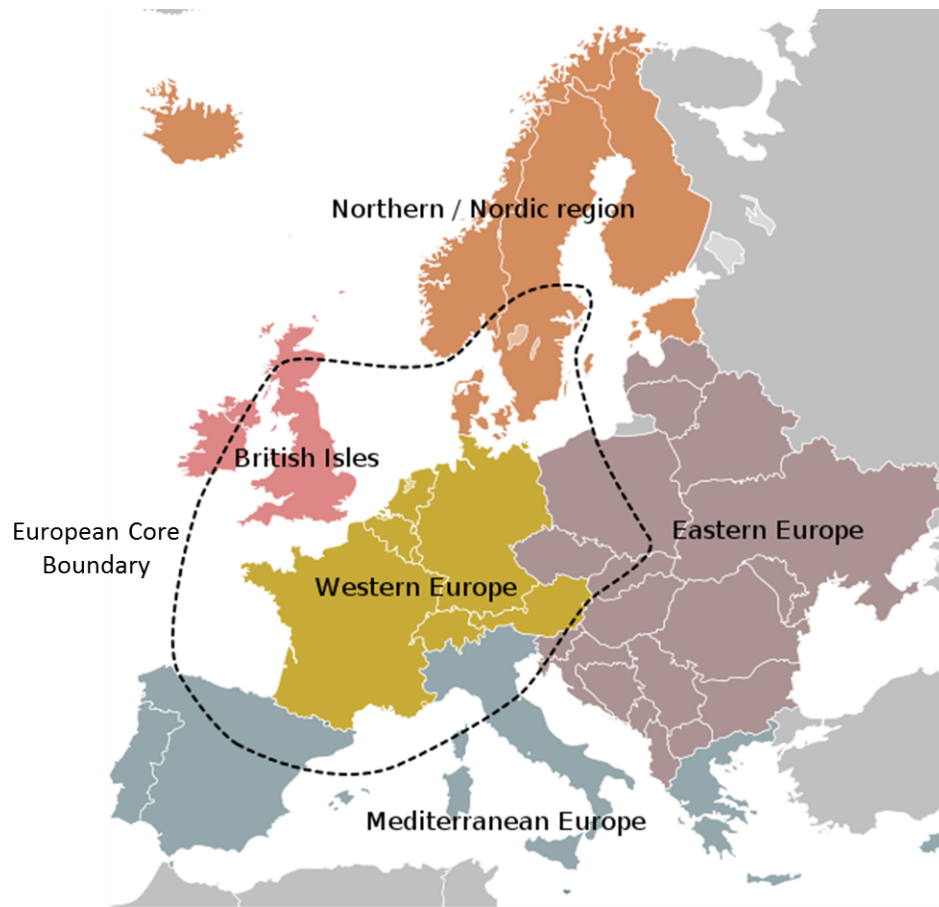 Northern / Nordic region
British Isles
European Core
Boundary
Eastern Europe
Western Europe
Mediterranean Europe